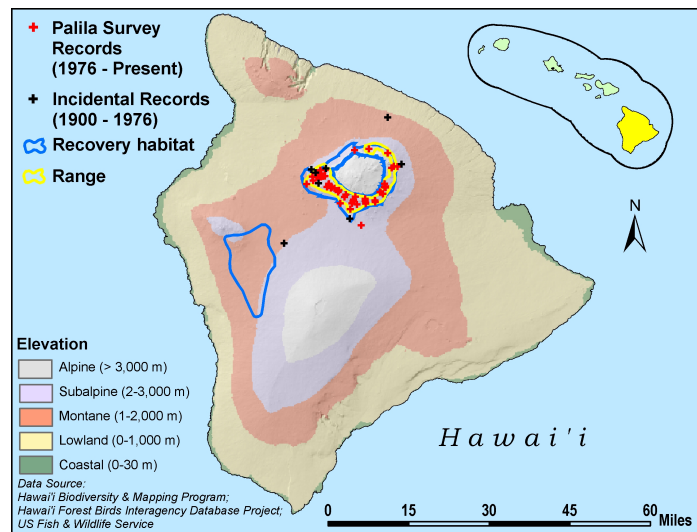 Palila Survey
Records
(1976 - Present)
Incidental Records
(1900 - 1976)
Recovery habitat
Range
N
Elevation
Alpine (> 3,000 m)
Subalpine (2-3,000 m)
Montane (1-2,000 m)
Lowland (0-1,000 m)
Coastal (0-30 m)
Data Source:
Hawai'i Biodiversity & Mapping Program;
Hawai'i Forest Birds Interagency Database Project;
US Fish & Wildlife Service
Hawai'i
0 15 30 45 60
Miles